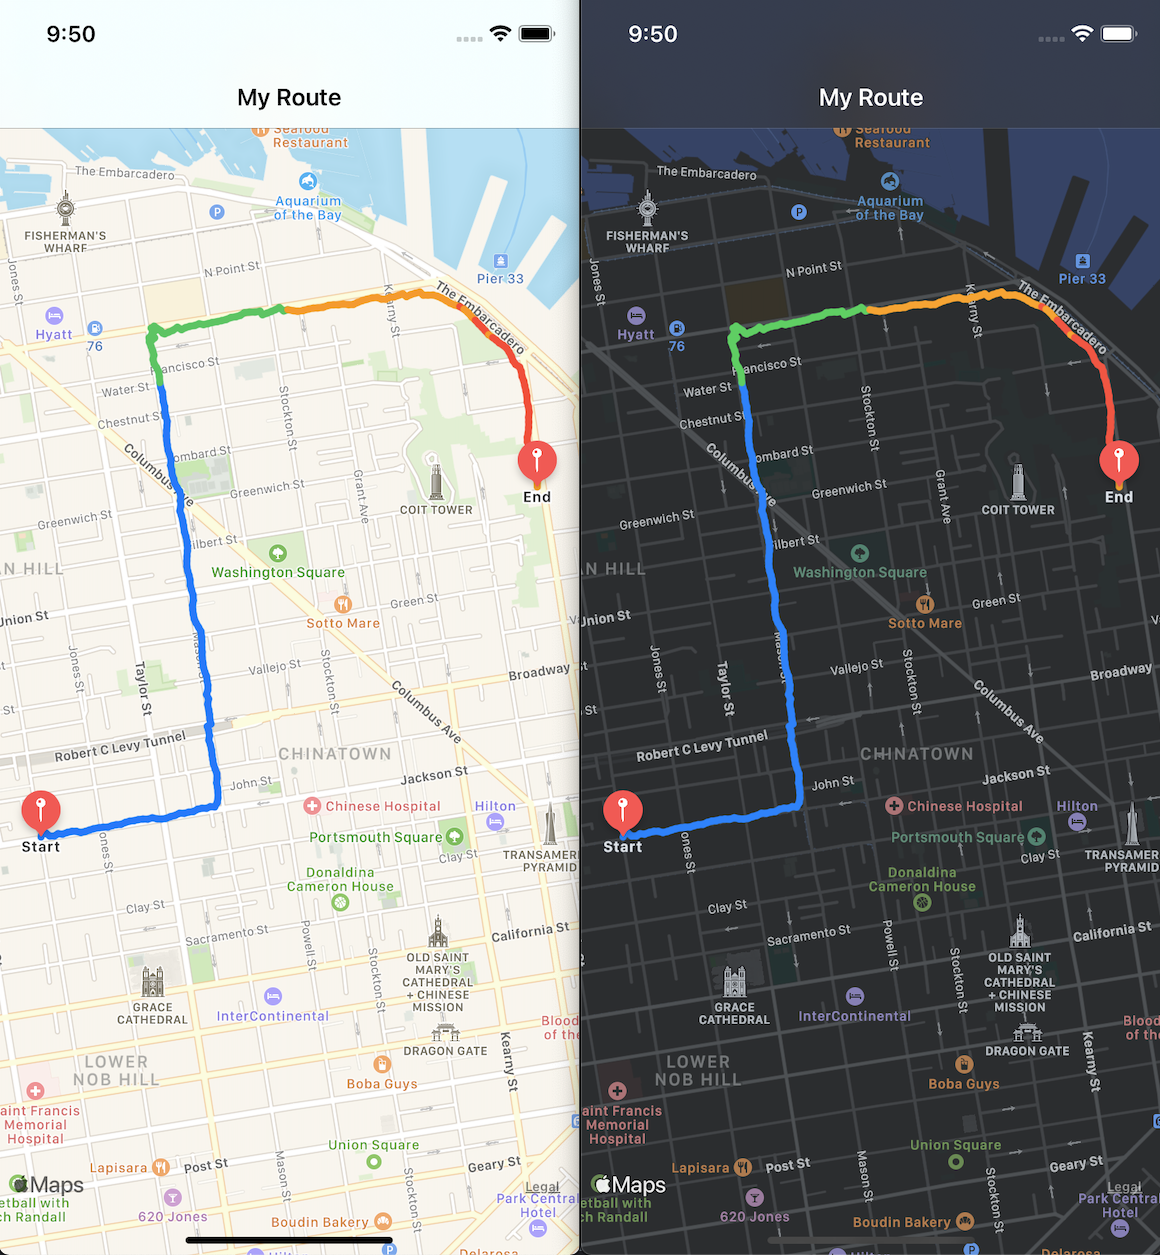 9:50
My Route
Seafood
Restaurant
The Embarcadero
Aquarium
of the Bay
P
FISHERMAN'S
WHARF
Jones St
N Point St
Pier 33
The Embarcadero
Kearny St
Hyatt
76
Francisco St
Water St
Chestnut St
Stockton St
Columbus Ave
ombard St
Greenwich St
Grant Ave
COIT TOWER
End
Greenwich St
ilbert St
AN HILL
Washington Square
Green St
Sotto Mare
Union St
Mason
Jones St
Taylor St
Vallejo St
Stockton St
Broadway
St
Columbus Ave
Robert C Levy Tunnel
CHINATOWN
Jackson St
John St
Chinese Hospital
Hilton
Start
ones St
Portsmouth Square
Clay St
TRANSAMER
PYRAMID
Donaldina
Cameron House
Clay St
Sacramento St
Powell St
Stockton St
California St
OLD SAINT
MARY'S
CATHEDRAL
+ CHINESE
MISSION
GRACE
CATHEDRAL
InterContinental
Blood
of the
DRAGON GATE
Kearny St
LOWER
NOB HILL
Boba Guys
aint Francis
Memorial
Hospital
Union Square
Lapisara
Post St
Mason St
Geary St
Stockton St
Maps
etball with
ch Randall
620 Jones
Legal
Park Central
Hotel
Boudin Bakery
P
Delarosa
9:50
My Route
Seafood
Restaurant
The Embarcadero
Aquarium
of the Bay
P
FISHERMAN'S
WHARF
Jones St
N Point St
Pier 33
The Embarcadero
Kearny St
Hyatt
76
Francisco St
Water St
Chestnut St
Stockton St
Columbus Ave
ombard St
Greenwich St
Grant Ave
COIT TOWER
End
Greenwich St
ilbert St
AN HILL
Washington Square
Green St
Sotto Mare
Union St
Mason
Jones St
Taylor St
Vallejo St
Stockton St
Broadway
St
Columbus Ave
Robert C Levy Tunnel
CHINATOWN
Jackson St
John St
Chinese Hospital
Hilton
Start
ones St
Portsmouth Square
Clay St
TRANSAMER
PYRAMID
Donaldina
Cameron House
Clay St
Sacramento St
Powell St
Stockton St
California St
OLD SAINT
MARY'S
CATHEDRAL
+ CHINESE
MISSION
GRACE
CATHEDRAL
InterContinental
Blood
of the
DRAGON GATE
Kearny St
LOWER
NOB HILL
Boba Guys
aint Francis
Memorial
Hospital
Union Square
Lapisara
Post St
Mason St
Geary St
Stockton St
Maps
etball with
ch Randall
620 Jones
Legal
Park Central
Hotel
Boudin Bakery
P
Delarosa